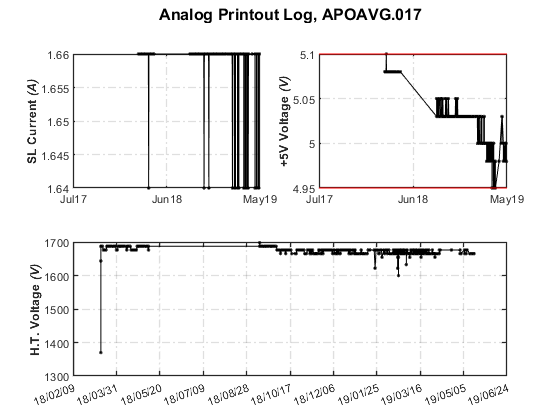 Analog Printout Log, APOAVG.017
SL Current (A)
1.66
1.655
1.65
1.645
1.64
Jul17
Jun18
May19
+5V Voltage (V)
5.1
5.05
5
4.95
Jul17
Jun18
May19
H.T. Voltage (V)
1700
1600
1500
1400
1300
18/02/09
18/03/31
18/05/20
18/07/09
18/08/28
18/10/17
18/12/06
19/01/25
19/03/16
19/05/05
19/06/24